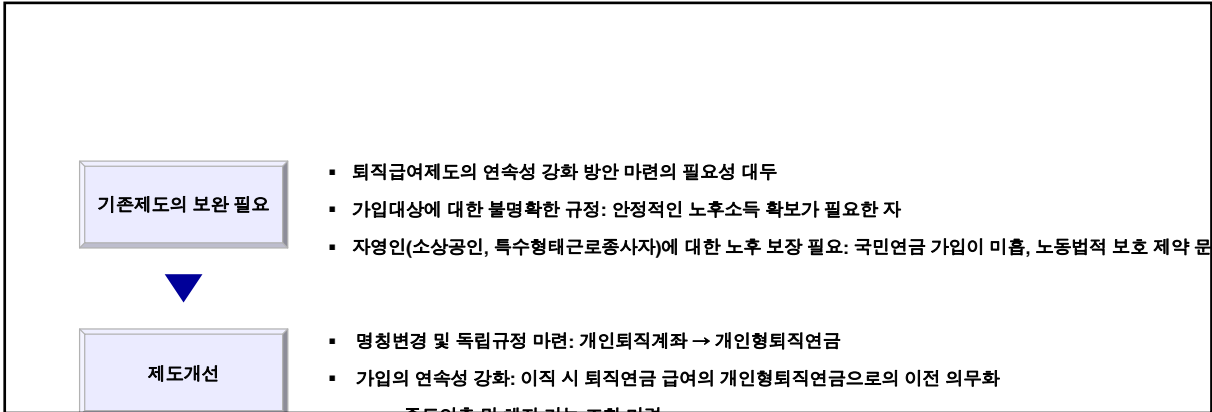 기존제도의 보완 필요
▪ 퇴직급여제도의 연속성 강화 방안 마련의 필요성 대두
▪ 가입대상에 대한 불명확한 규정: 안정적인 노후소득 확보가 필요한 자
▪ 자영인(소상공인, 특수형태근로종사자)에 대한 노후 보장 필요: 국민연금 가입이 미흡, 노동법적 보호 제약 문
제도개선
▪ 명칭변경 및 독립규정 마련: 개인퇴직계좌 → 개인형퇴직연금
▪ 가입의 연속성 강화: 이직 시 퇴직연금 급여의 개인형퇴직연금으로의 이전 의무화